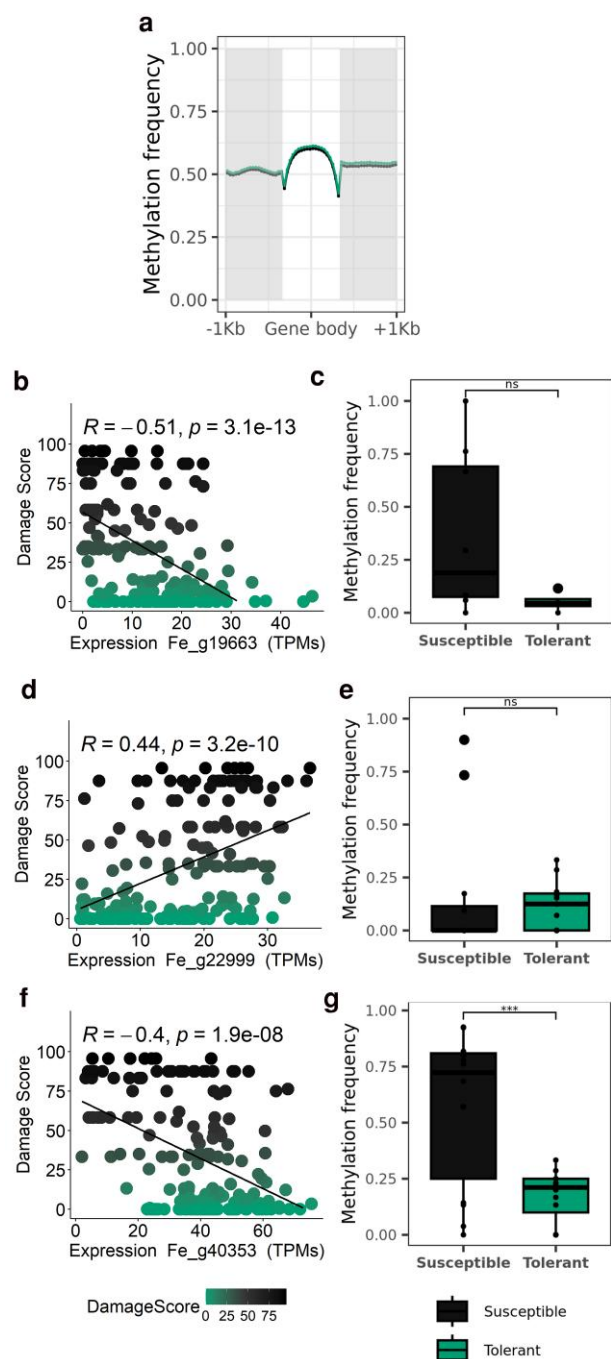 a
1.00
0.75
0.50
0.25
0.00
Methylation frequency
-1Kb Gene body +1Kb
b
R = −0.51, p = 3.1e-13
100
75
50
25
0
Damage Score
0 10 20 30 40
Expression Fe_g19663 (TPMs)
c
ns
1.00
0.75
0.50
0.25
0.00
Methylation frequency
Susceptible Tolerant
d
R = 0.44, p = 3.2e-10
100
75
50
25
0
Damage Score
0 10 20 30
Expression Fe_g22999 (TPMs)
e
ns
1.00
0.75
0.50
0.25
0.00
Methylation frequency
Susceptible Tolerant
f
R = −0.4, p = 1.9e-08
100
75
50
25
0
Damage Score
0 20 40 60
Expression Fe_g40353 (TPMs)
g
***
1.00
0.75
0.50
0.25
0.00
Methylation frequency
Susceptible Tolerant
DamageScore
0 25 50 75
Susceptible
Tolerant